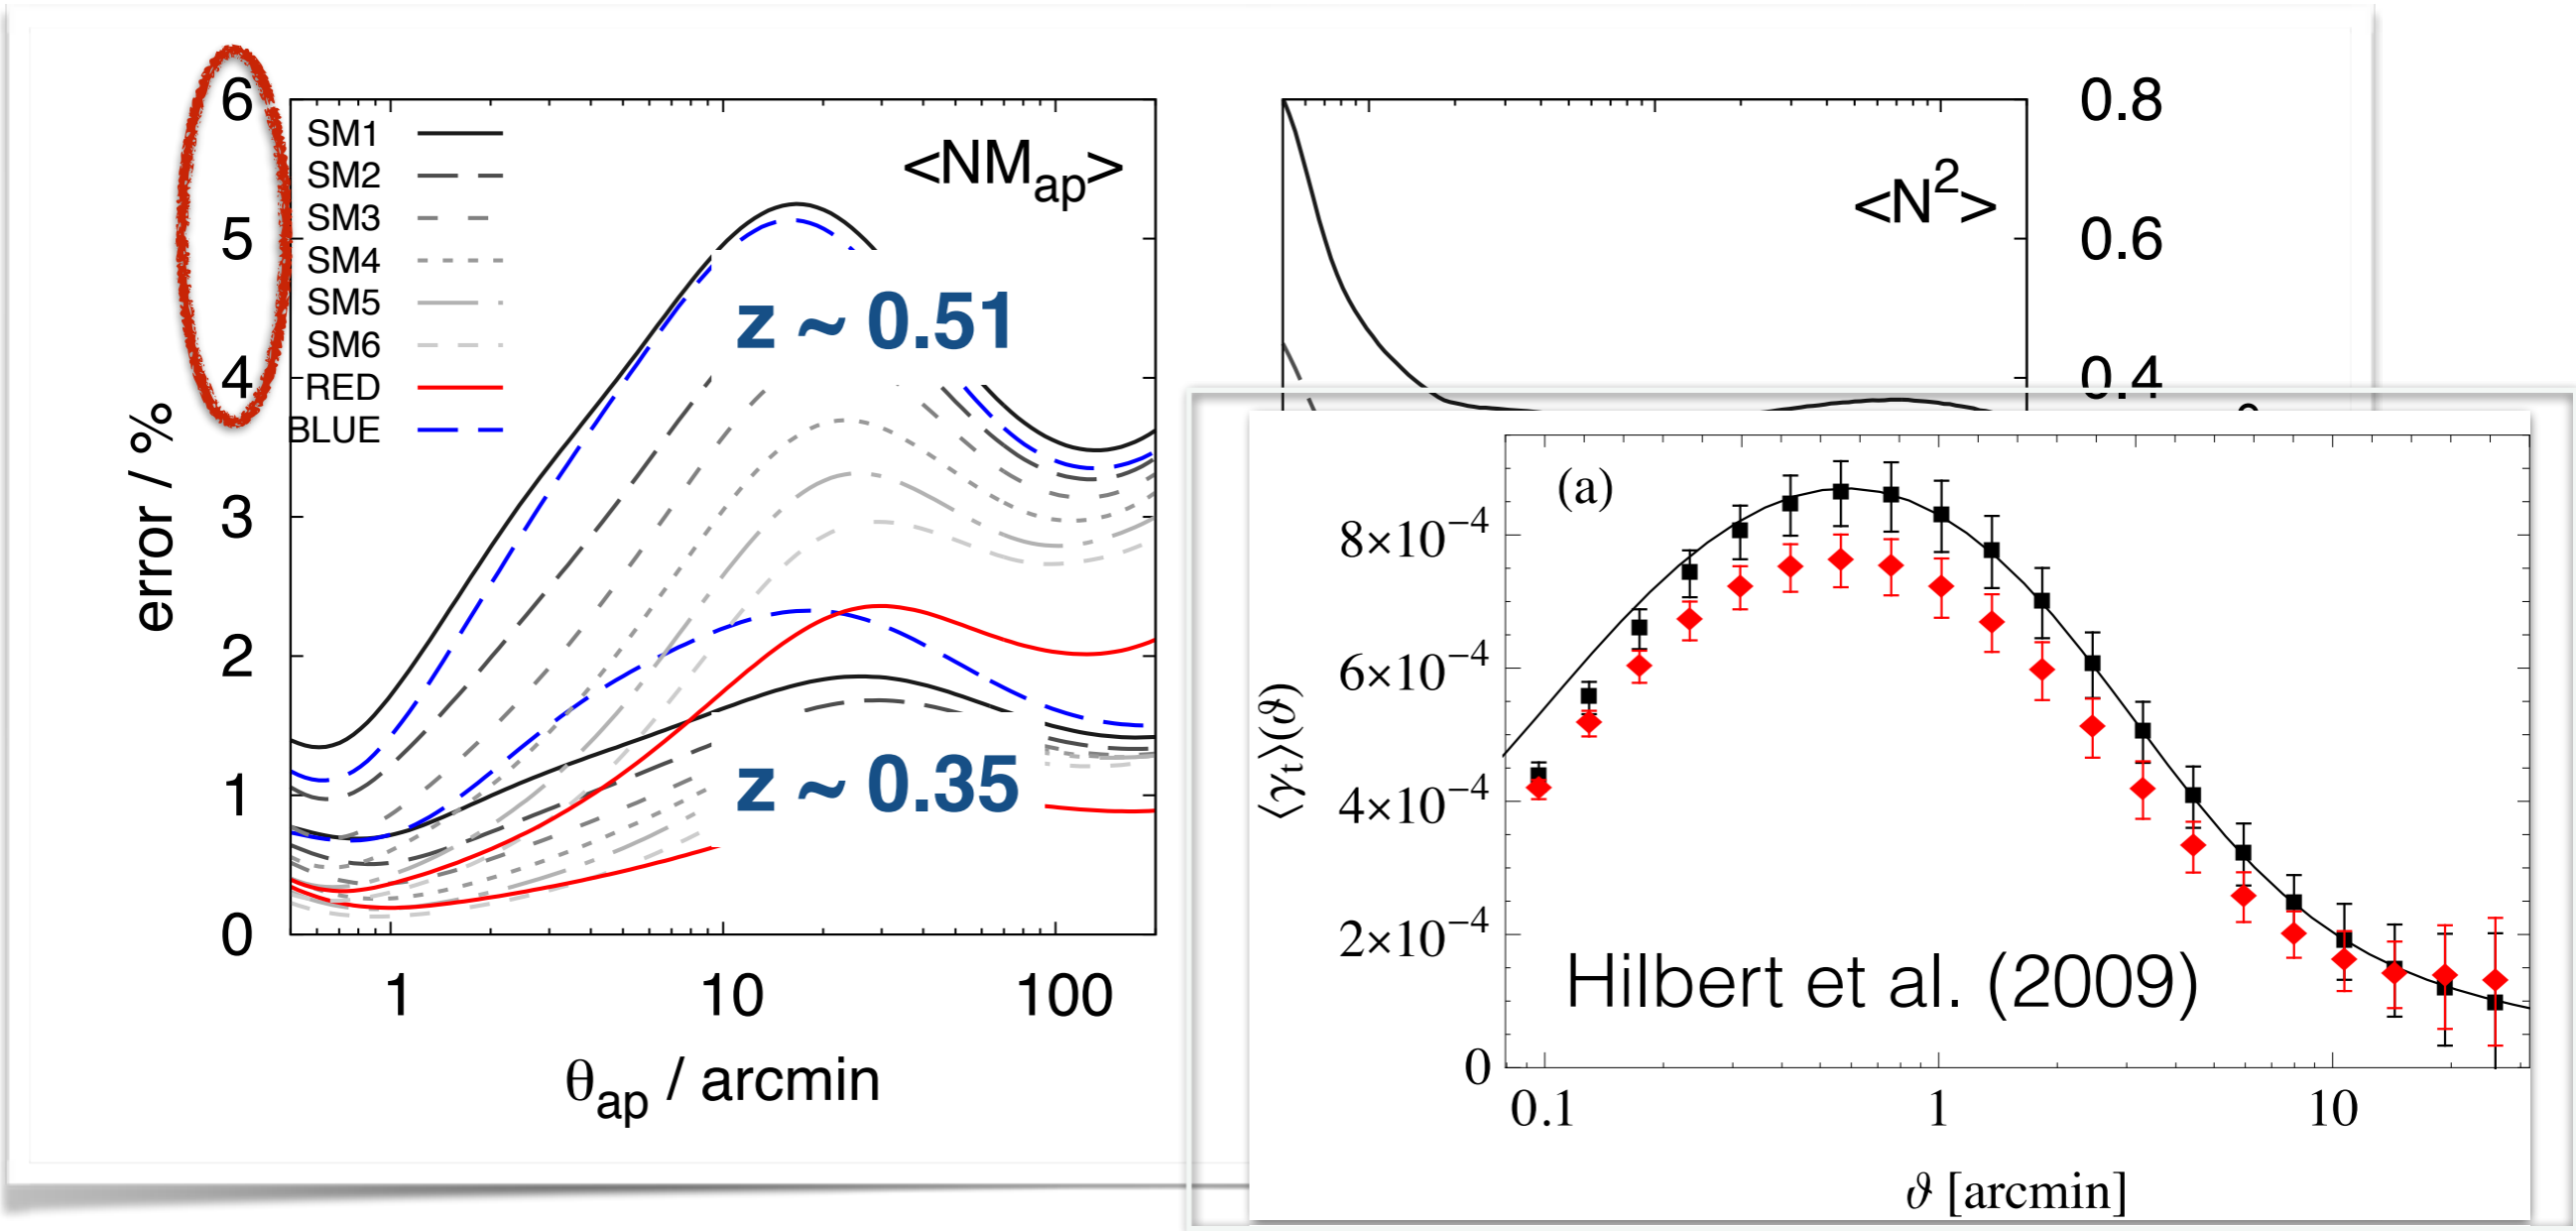 6
5
4
3
2
1
0
error / %
SM1
SM2
SM3
SM4
SM5
SM6
RED
BLUE
<NMap>
z ~ 0.51
z ~ 0.35
1
10
100
θap / arcmin
<N²>
0.8
0.6
0.4
(a)
8×10⁻⁴
6×10⁻⁴
4×10⁻⁴
2×10⁻⁴
0
⟨γt⟩(ϑ)
Hilbert et al. (2009)
0.1
1
10
ϑ [arcmin]